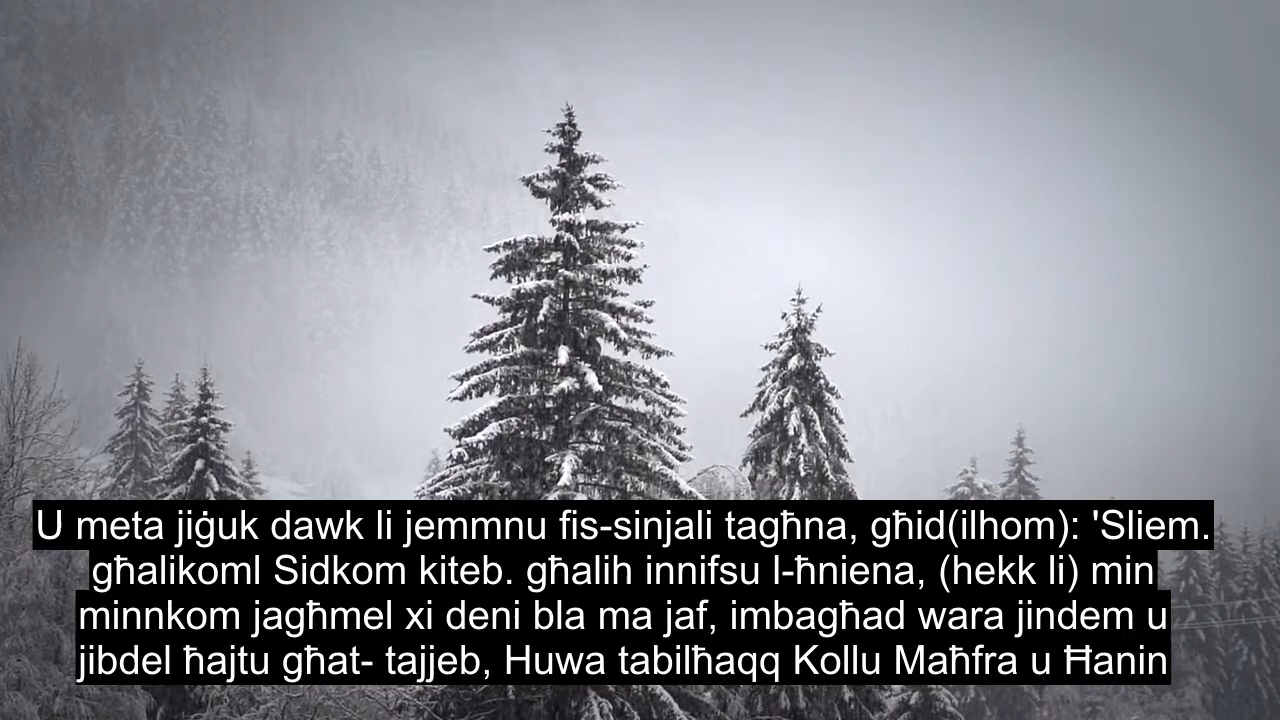 U meta jiġuk dawk li jemmnu fis-sinjali tagħna, għid(ilhom): 'Sliem.
għalikoml Sidkom kiteb. għalih innifsu l-ħniena, (hekk li) min
minnkom jagħmel xi deni bla ma jaf, imbagħad wara jindem u
jibdel ħajtu għat- tajjeb, Huwa tabilħaqq Kollu Maħfra u Ħanin